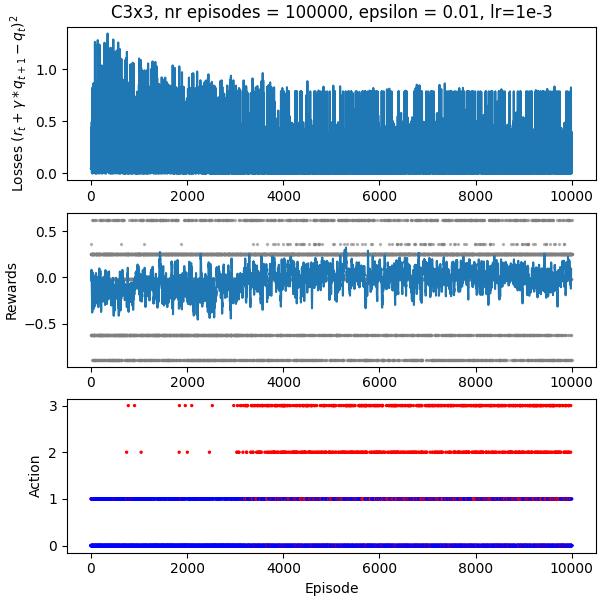 C3x3, nr episodes = 100000, epsilon = 0.01, lr=1e-3
Losses $(r_t + \gamma * q_{t+1} - q_t)^2$
1.0
0.5
0.0
0 2000 4000 6000 8000 10000
Rewards
0.5
0.0
−0.5
0 2000 4000 6000 8000 10000
Action
3
2
1
0
0 2000 4000 6000 8000 10000
Episode